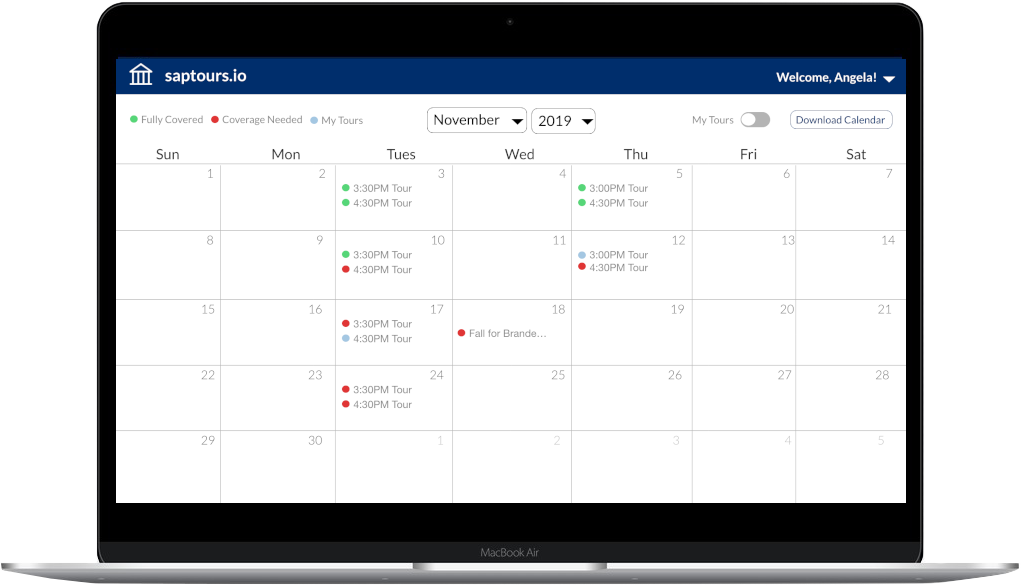 saptours.io
Welcome, Angela!
Fully Covered Coverage Needed My Tours
November 2019
My Tours
Download Calendar
Sun Mon Tues Wed Thu Fri Sat
1 2 3 4 5 6 7
3:30PM Tour 3:00PM Tour
4:30PM Tour 4:30PM Tour
8 9 10 11 12 13 14
3:30PM Tour 3:00PM Tour
4:30PM Tour 4:30PM Tour
15 16 17 18 19 20 21
3:30PM Tour
Fall for Brande...
4:30PM Tour
22 23 24 25 26 27 28
3:30PM Tour
4:30PM Tour
29 30 1 2 3 4 5
MacBook Air